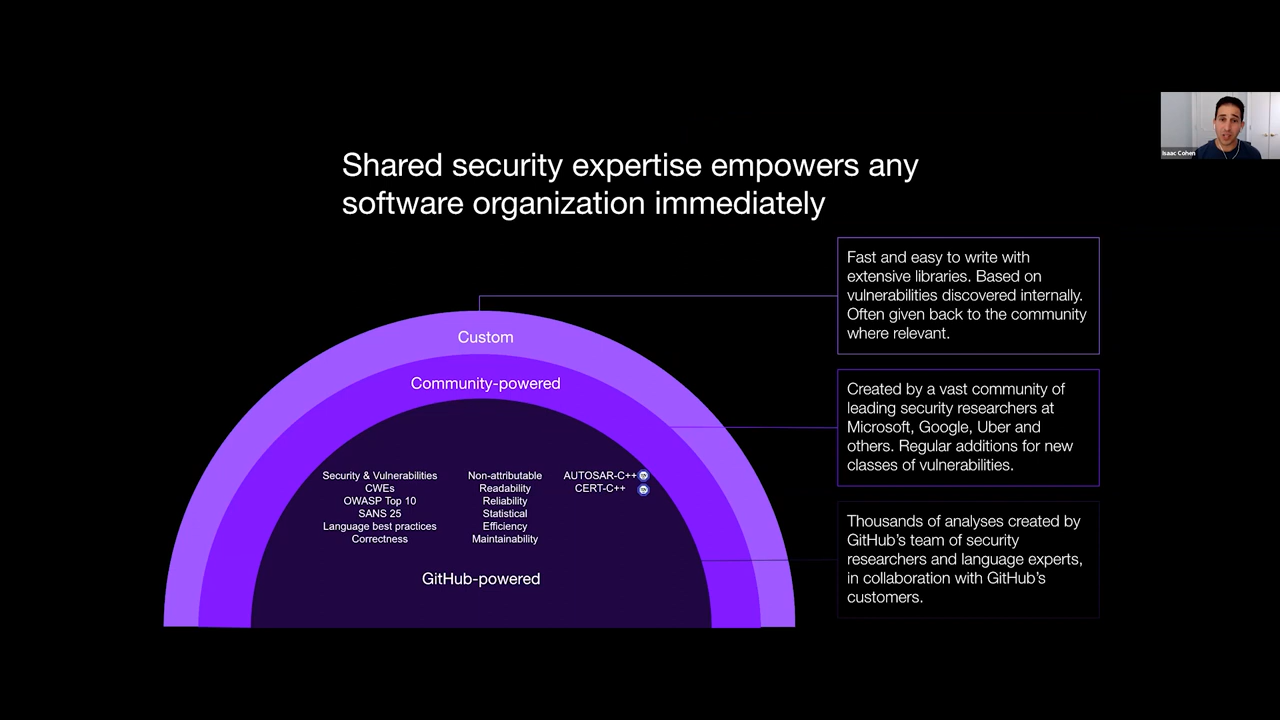 Shared security expertise empowers any
software organization immediately
Isaac Cohen
Fast and easy to write with
extensive libraries. Based on
vulnerabilities discovered internally.
Often given back to the community
where relevant.
Custom
Community-powered
Created by a vast community of
leading security researchers at
Microsoft, Google, Uber and
others. Regular additions for new
classes of vulnerabilities.
Security & Vulnerabilities
CWEs
OWASP Top 10
SANS 25
Language best practices
Correctness
Non-attributable
Readability
Reliability
Statistical
Efficiency
Maintainability
AUTOSAR-C++
CERT-C++
GitHub-powered
Thousands of analyses created by
GitHub’s team of security
researchers and language experts,
in collaboration with GitHub’s
customers.